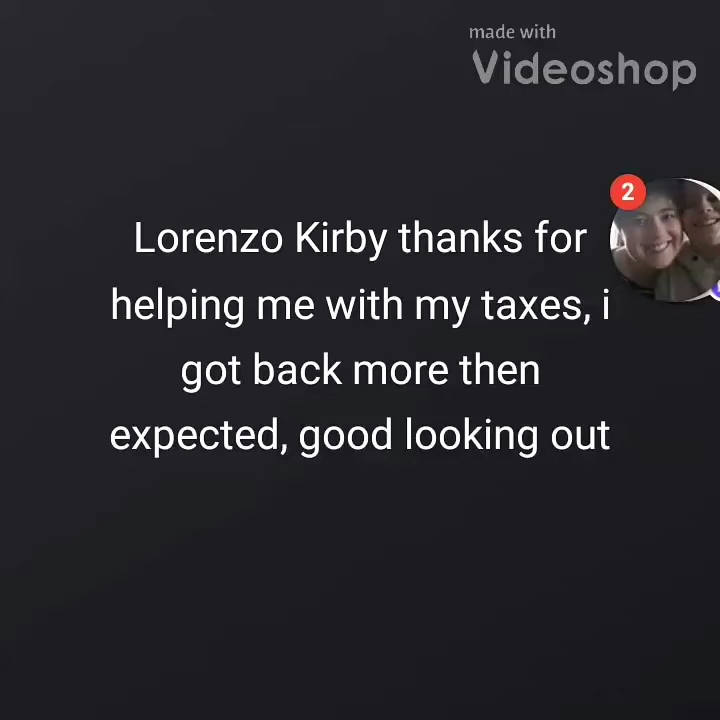 made with
Videoshop
2
Lorenzo Kirby thanks for
helping me with my taxes, i
got back more then
expected, good looking out